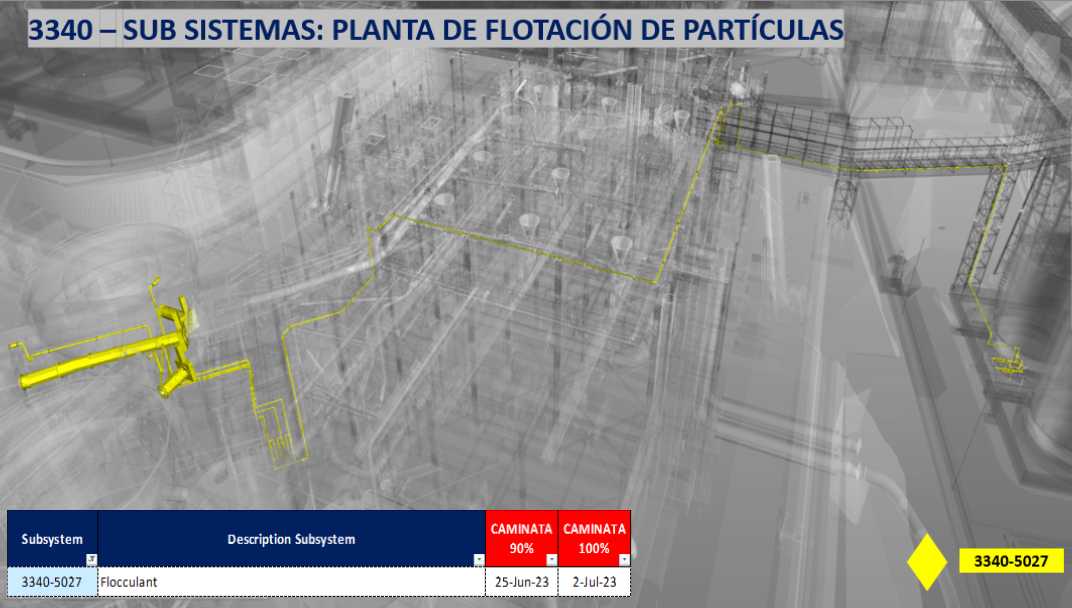 3340 – SUB SISTEMAS: PLANTA DE FLOTACIÓN DE PARTÍCULAS
Subsystem
Description Subsystem
CAMINATA
90%
CAMINATA
100%
3340-5027
Flocculant
25-Jun-23
2-Jul-23
3340-5027